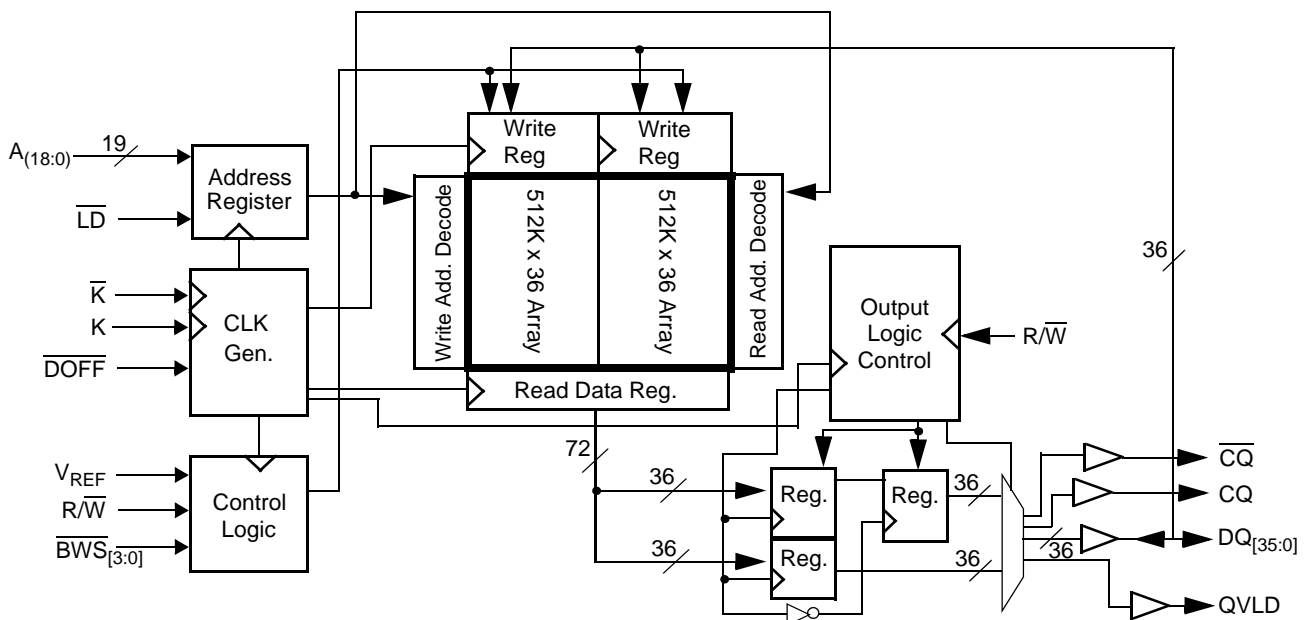 A(18:0)
19
LD
Address
Register
K
K
DOFF
CLK
Gen.
VREF
R/W
BWS[3:0]
Control
Logic
Write
Reg
Write
Reg
Write Add. Decode
512K x 36 Array
512K x 36 Array
Read Add. Decode
Read Data Reg.
72
36
36
Reg.
Reg.
Reg.
36
36
Output
Logic
Control
R/W
36
36
36
CQ
CQ
DQ[35:0]
QVLD